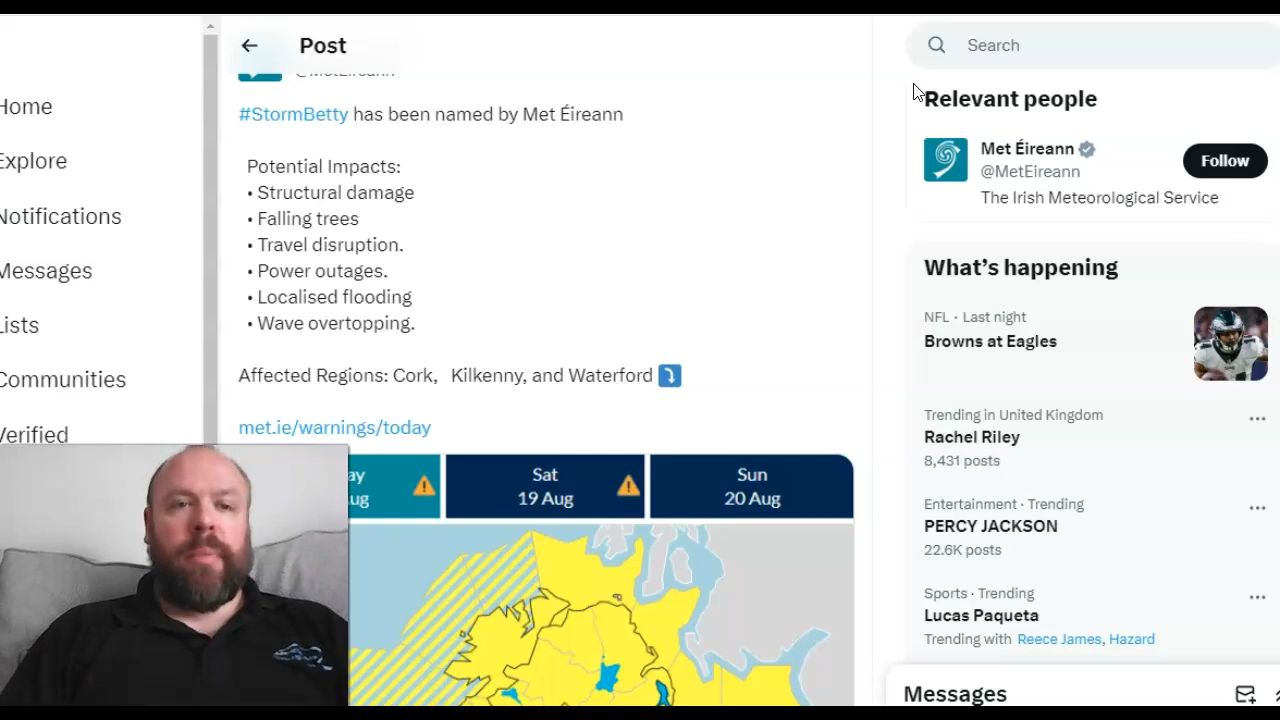 Post
Search
@MetEireann
Home
Explore
Notifications
Messages
Lists
Communities
Verified
#StormBetty has been named by Met Éireann
Potential Impacts:
• Structural damage
• Falling trees
• Travel disruption.
• Power outages.
• Localised flooding
• Wave overtopping.
Affected Regions: Cork, Kilkenny, and Waterford
met.ie/warnings/today
Sat
19 Aug
Sun
20 Aug
Relevant people
Met Éireann
@MetEireann
Follow
The Irish Meteorological Service
What's happening
NFL · Last night
Browns at Eagles
Trending in United Kingdom
Rachel Riley
8,431 posts
Entertainment · Trending
PERCY JACKSON
22.6K posts
Sports · Trending
Lucas Paqueta
Trending with Reece James, Hazard
Messages